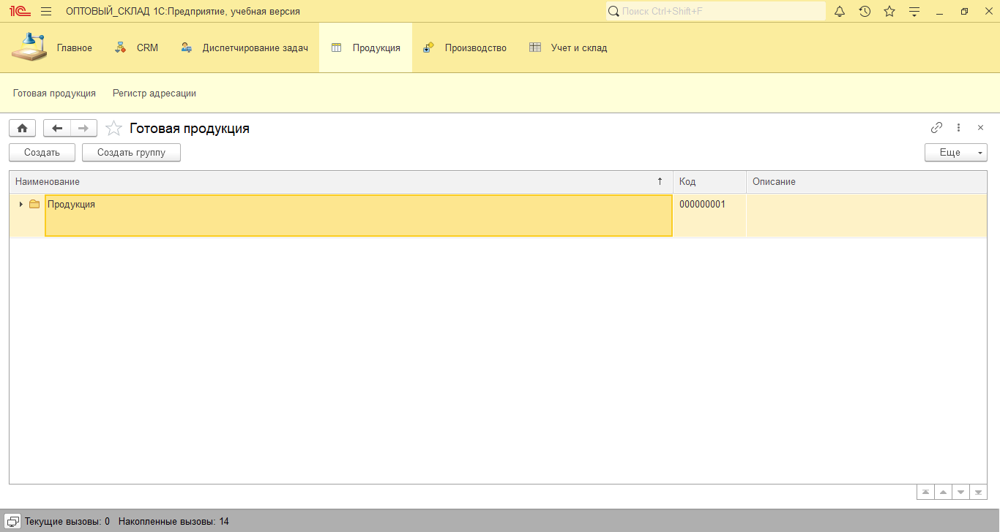 1С ОПТОВЫЙ_СКЛАД 1С:Предприятие, учебная версия Поиск Ctrl+Shift+F
Главное CRM Диспетчирование задач Продукция Производство Учет и склад
Готовая продукция Регистр адресации
Готовая продукция
Создать Создать группу Еще
Наименование ↑ Код Описание
Продукция 000000001
Текущие вызовы: 0 Накопленные вызовы: 14